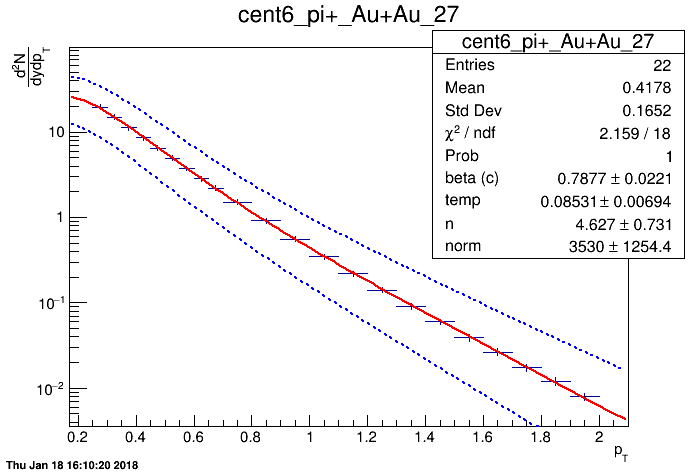 cent6_pi+_Au+Au_27
d²N
dydp_T
cent6_pi+_Au+Au_27
Entries 22
Mean 0.4178
Std Dev 0.1652
χ² / ndf 2.159 / 18
Prob 1
beta (c) 0.7877 ± 0.0221
temp 0.08531 ± 0.00694
n 4.627 ± 0.731
norm 3530 ± 1254.4
10
1
10⁻¹
10⁻²
0.2 0.4 0.6 0.8 1 1.2 1.4 1.6 1.8 2
p_T
Thu Jan 18 16:10:20 2018